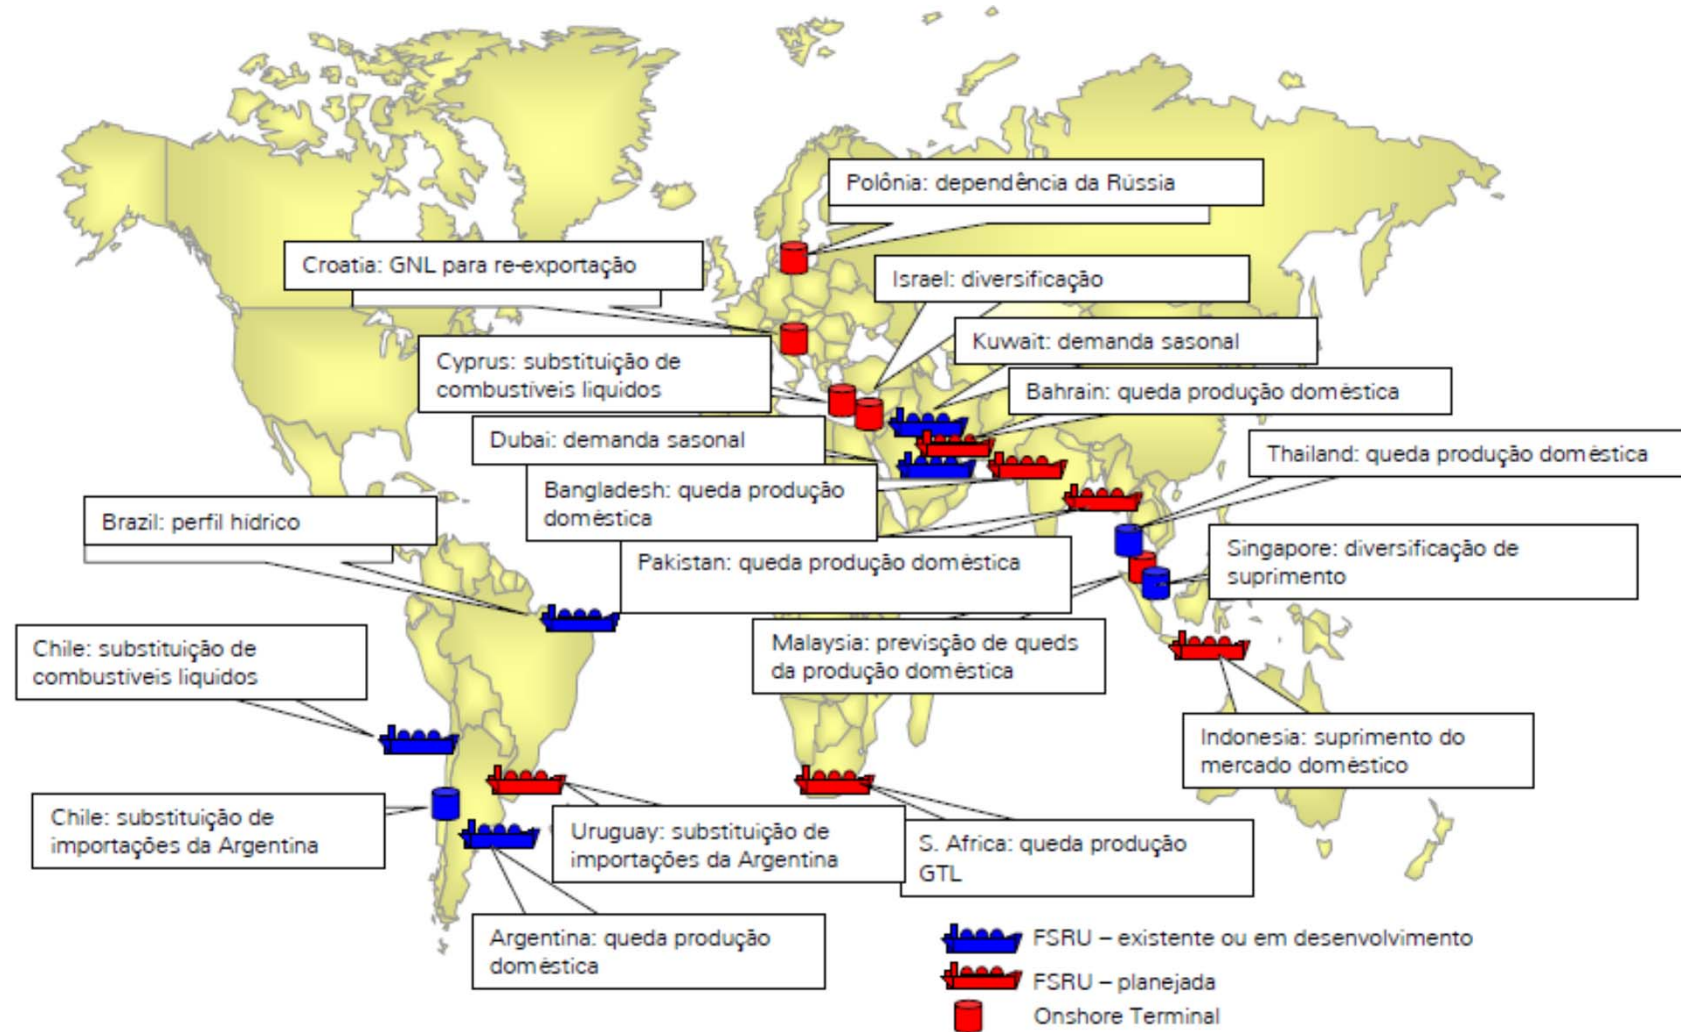 Polônia: dependência da Rússia
Croatia: GNL para re-exportação
Israel: diversificação
Kuwait: demanda sasonal
Cyprus: substituição de
combustíveis liquidos
Bahrain: queda produção doméstica
Dubai: demanda sasonal
Thailand: queda produção doméstica
Bangladesh: queda produção
doméstica
Brazil: perfil hídrico
Pakistan: queda produção doméstica
Singapore: diversificação de
suprimento
Chile: substituição de
combustíveis liquidos
Malaysia: previsção de queds
da produção doméstica
Indonesia: suprimento do
mercado doméstico
Chile: substituição de
importações da Argentina
Uruguay: substituição de
importações da Argentina
S. Africa: queda produção
GTL
Argentina: queda produção
doméstica
FSRU – existente ou em desenvolvimento
FSRU – planejada
Onshore Terminal